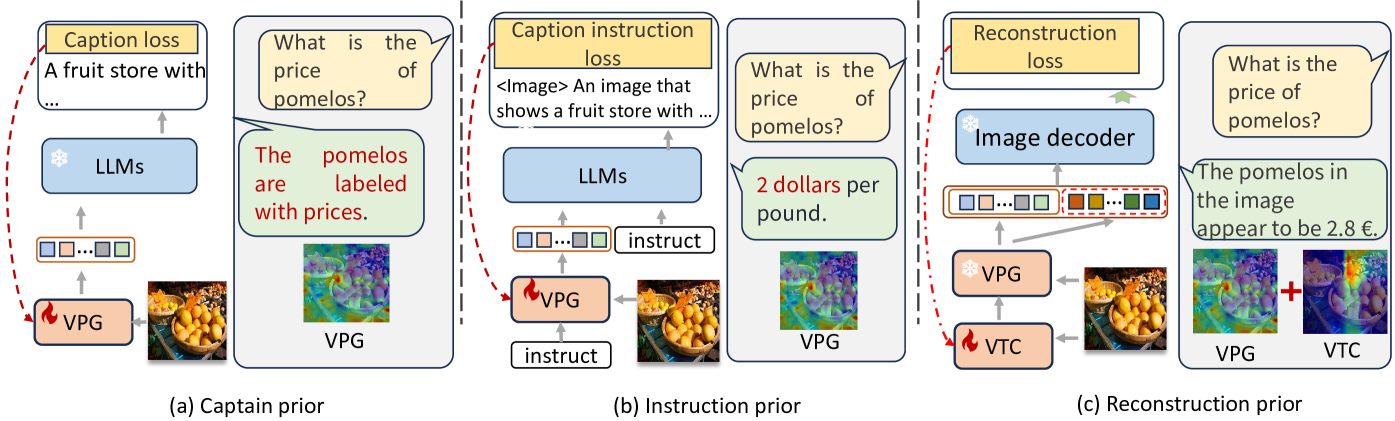 Caption loss
A fruit store with
...
LLMs
...
VPG
What is the
price of
pomelos?
The pomelos
are labeled
with prices.
VPG
(a) Captain prior
Caption instruction
loss
<Image> An image that
shows a fruit store with ...
LLMs
...
instruct
VPG
instruct
What is the
price of
pomelos?
2 dollars per
pound.
VPG
(b) Instruction prior
Reconstruction
loss
Image decoder
...
...
VPG
VTC
What is the
price of
pomelos?
The pomelos in
the image
appear to be 2.8 €.
+
VPG
VTC
(c) Reconstruction prior